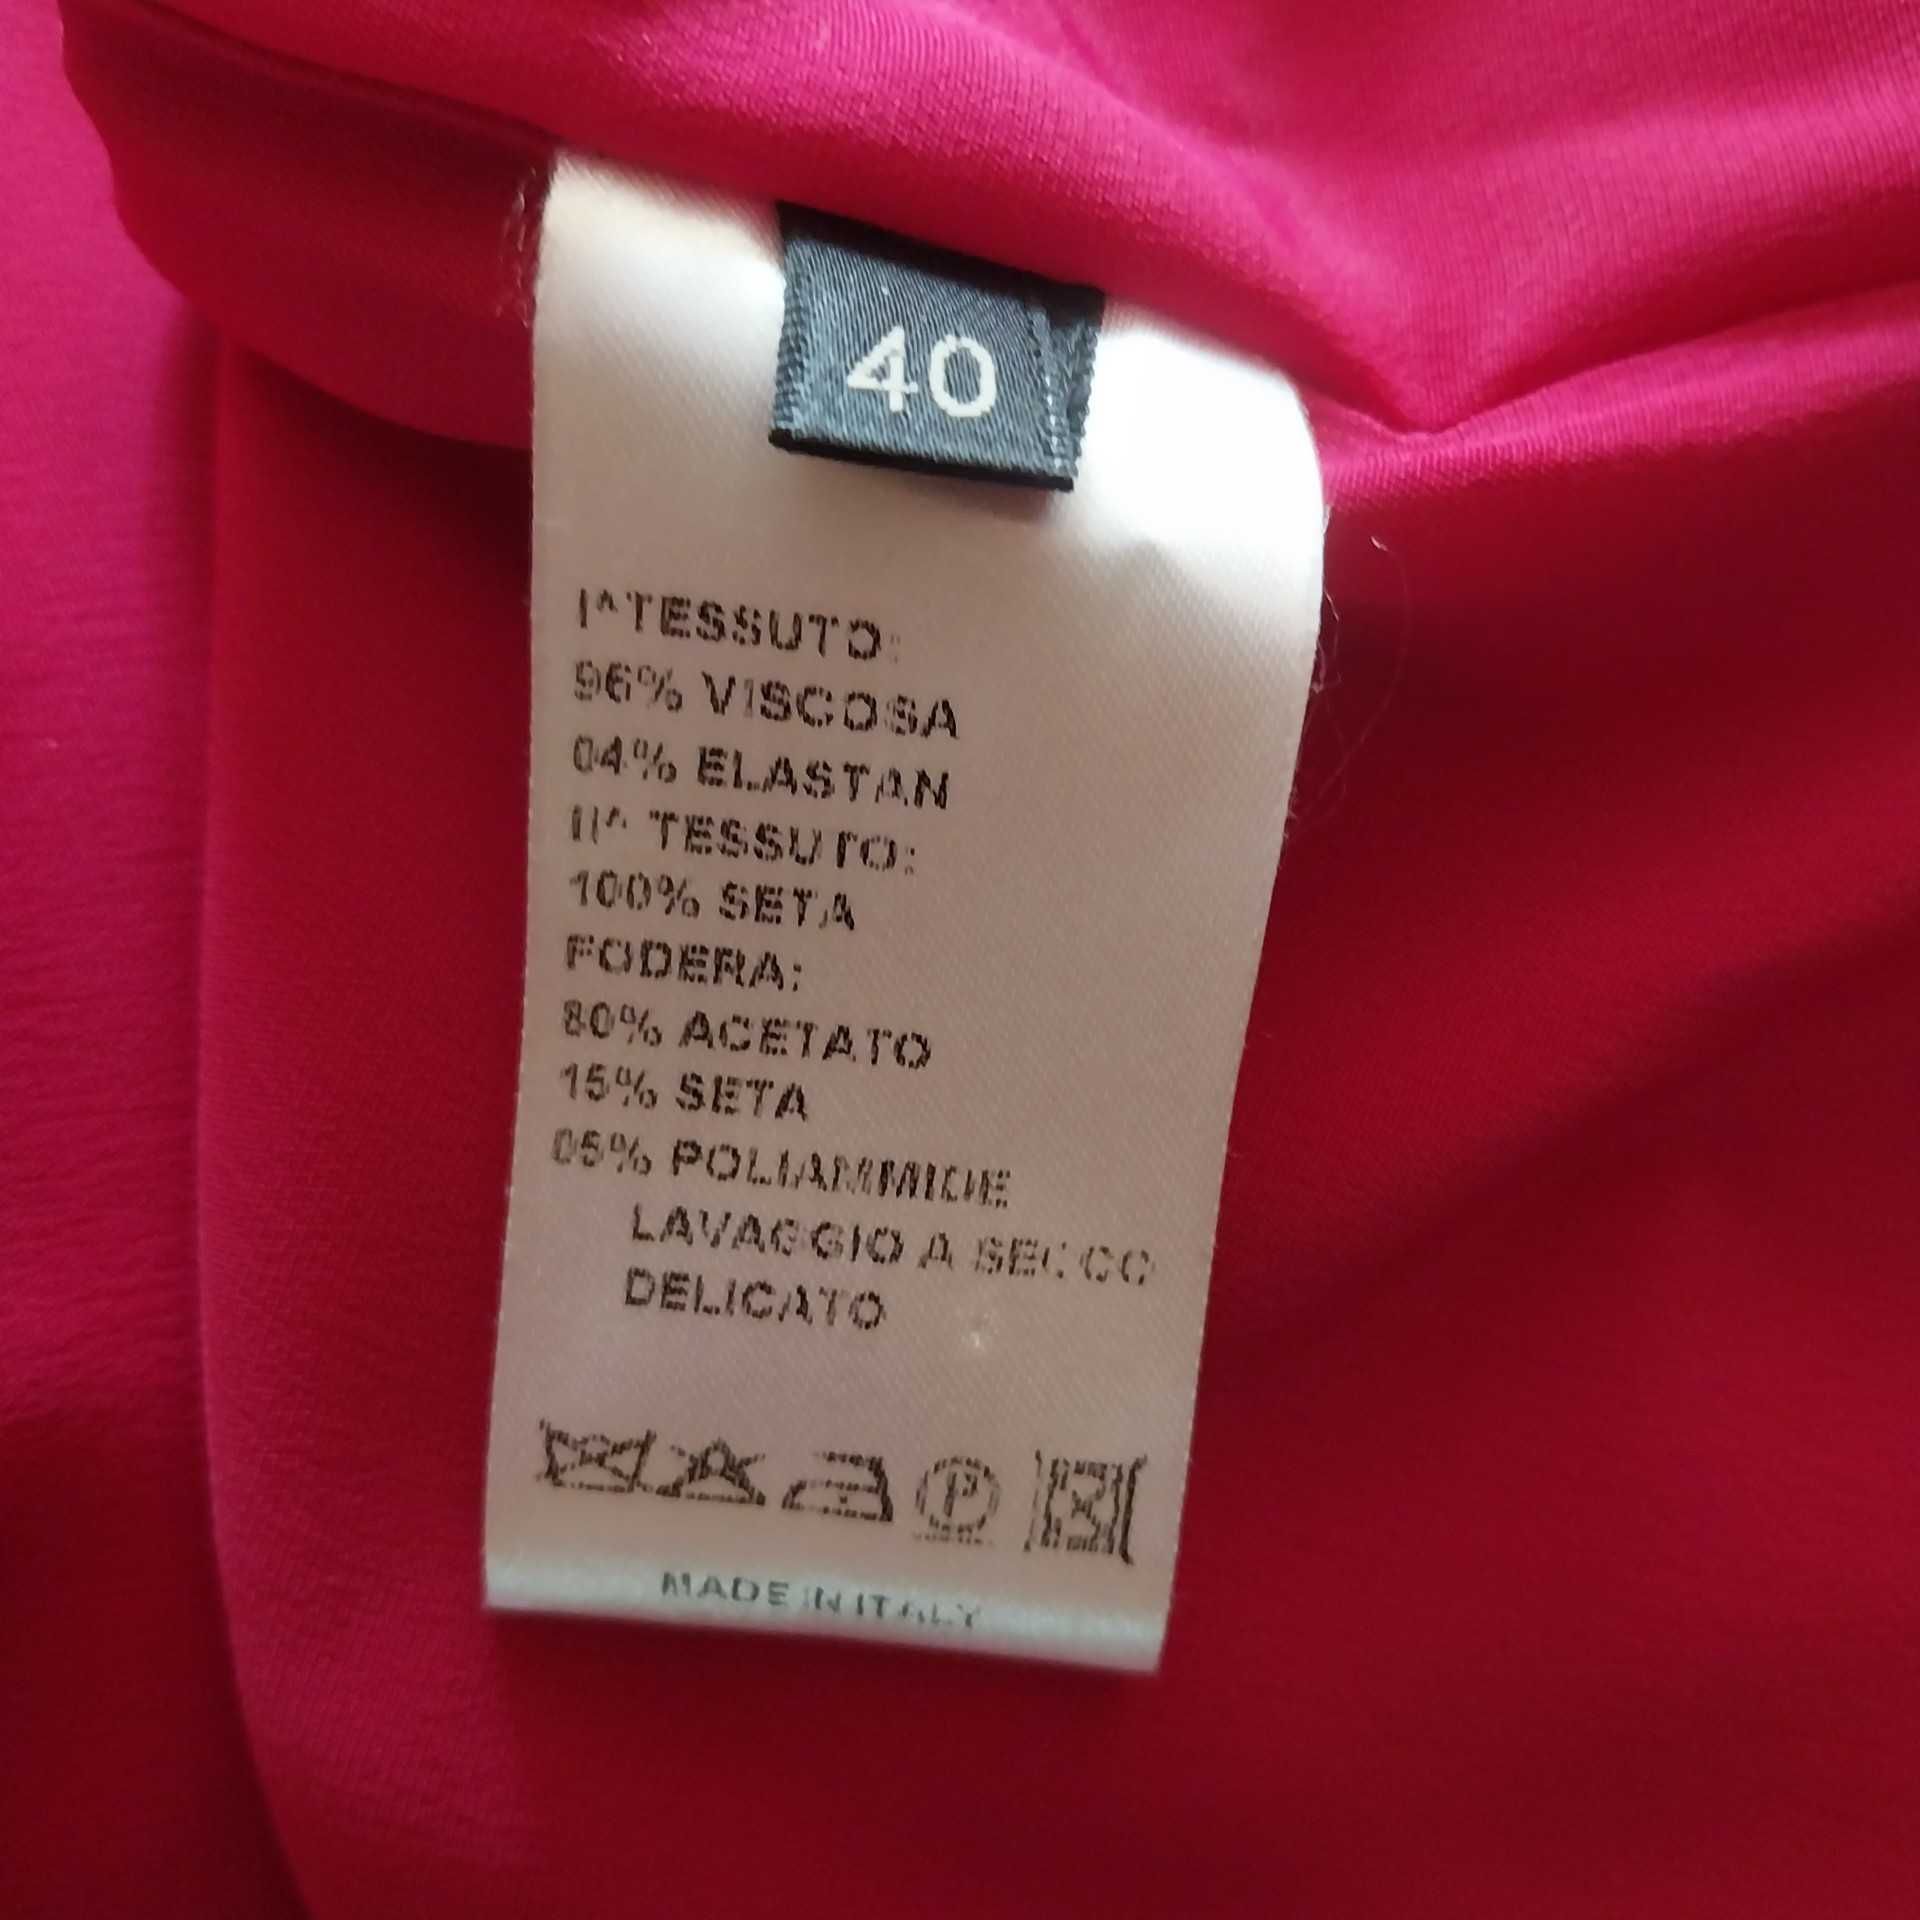 40
I^TESSUTO:
96% VISCOSA
04% ELASTAN
II^ TESSUTO:
100% SETA
FODERA:
80% ACETATO
15% SETA
05% POLIAMMIDE
LAVAGGIO A SECCO
DELICATO
P
MADE IN ITALY